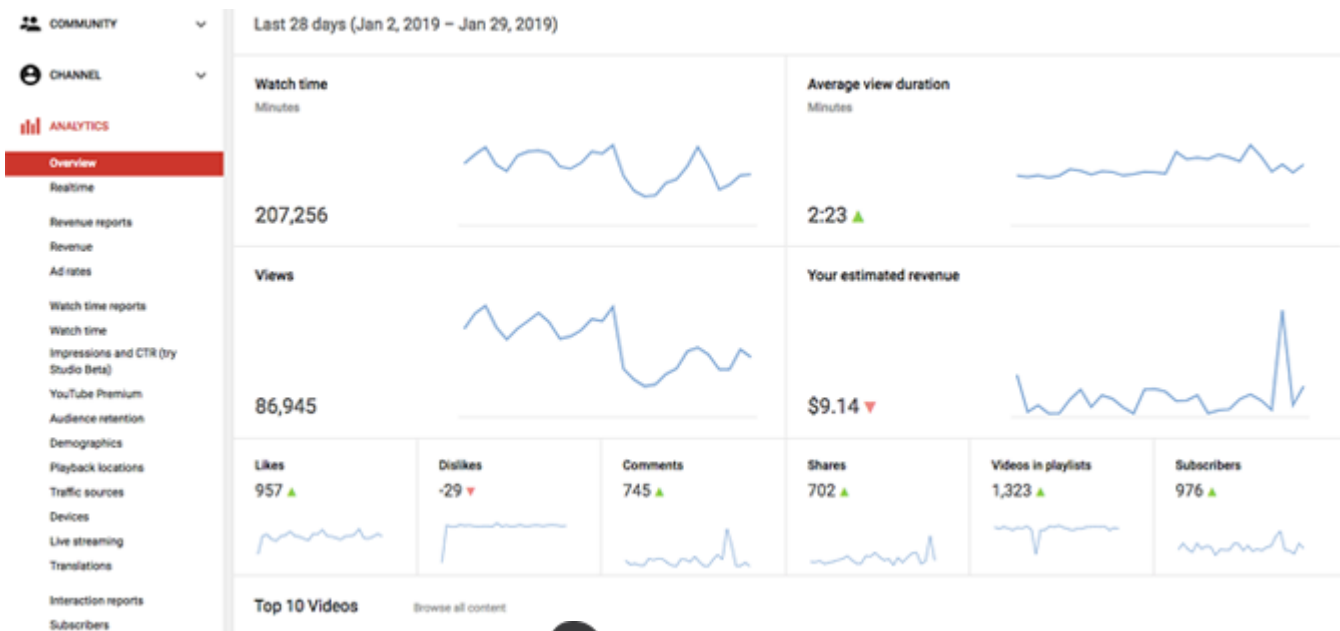 COMMUNITY
CHANNEL
ANALYTICS
Overview
Realtime
Revenue reports
Revenue
Ad rates
Watch time reports
Watch time
Impressions and CTR (try
Studio Beta)
YouTube Premium
Audience retention
Demographics
Playback locations
Traffic sources
Devices
Live streaming
Translations
Interaction reports
Subscribers
Last 28 days (Jan 2, 2019 – Jan 29, 2019)
Watch time
Minutes
207,256
Average view duration
Minutes
2:23
Views
86,945
Your estimated revenue
$9.14
Likes
957
Dislikes
-29
Comments
745
Shares
702
Videos in playlists
1,323
Subscribers
976
Top 10 Videos Browse all content